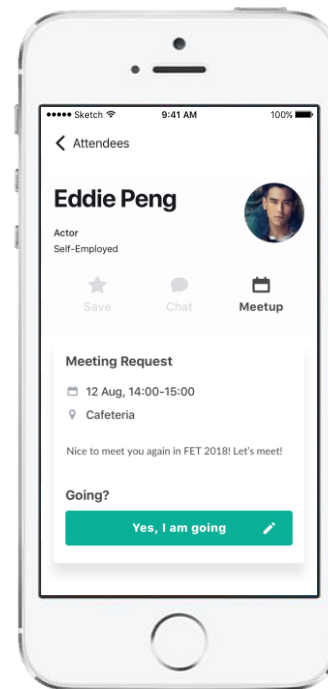 Sketch 9:41 AM 100%
Attendees
Eddie Peng
Actor
Self-Employed
Save Chat Meetup
Meeting Request
12 Aug, 14:00-15:00
Cafeteria
Nice to meet you again in FET 2018! Let's meet!
Going?
Yes, I am going